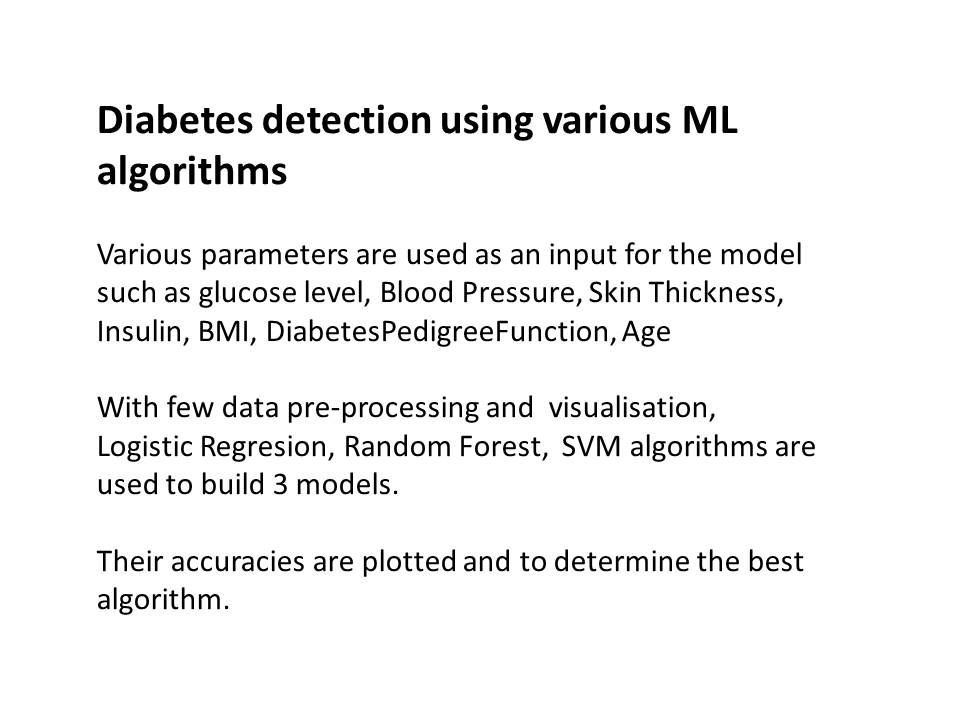 Diabetes detection using various ML
algorithms
Various parameters are used as an input for the model
such as glucose level, Blood Pressure, Skin Thickness,
Insulin, BMI, DiabetesPedigreeFunction, Age
With few data pre-processing and  visualisation,
Logistic Regresion, Random Forest,  SVM algorithms are
used to build 3 models.
Their accuracies are plotted and to determine the best
algorithm.